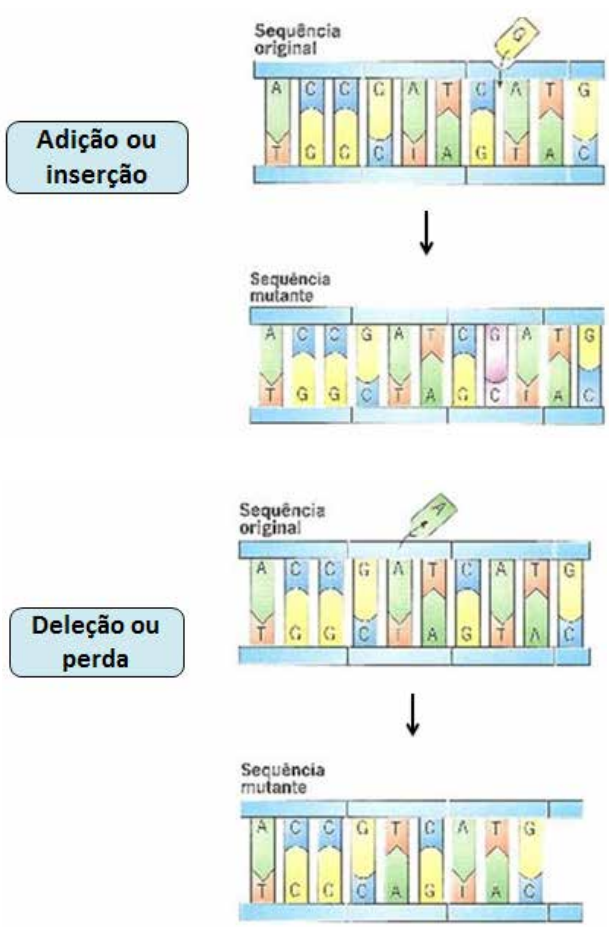 Sequência
original
G
A C C G A T C A T G
Adição ou
inserção
T G G C T A G T A C
Sequência
mutante
A C C G A T C G A T G
T G G C T A G C T A C
Sequência
original
A
A C C G A T C A T G
Deleção ou
perda
T G G C T A G T A C
Sequência
mutante
A C C G T C A T G